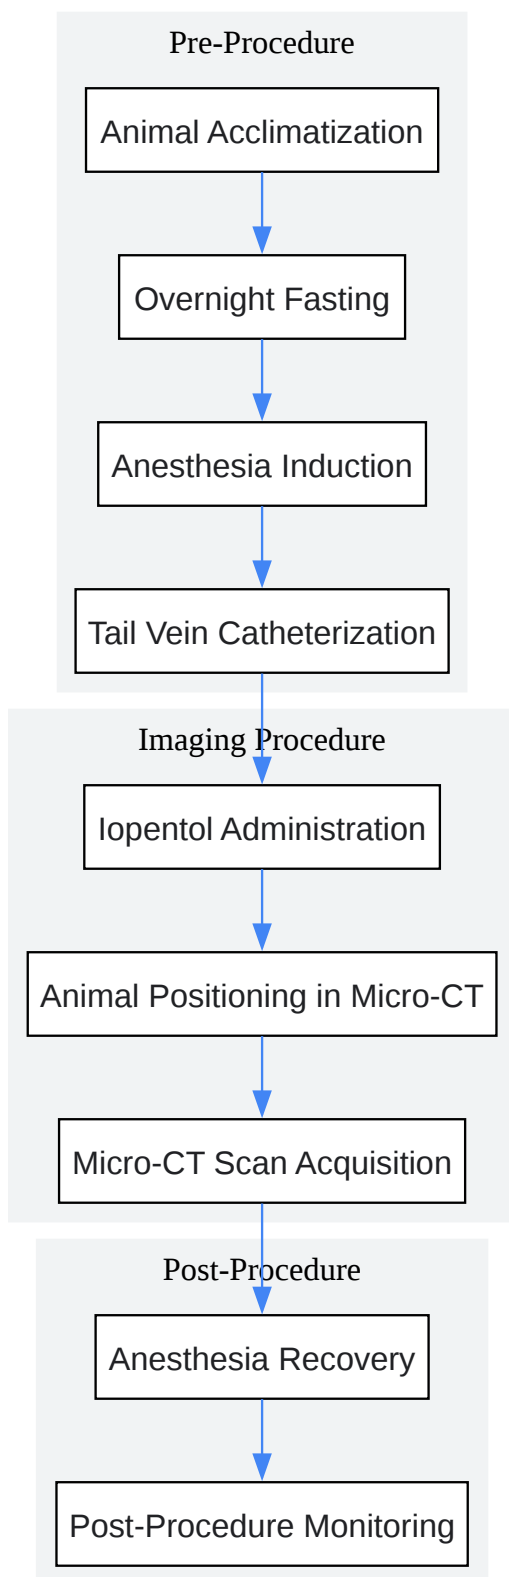 Pre-Procedure
Animal Acclimatization
Overnight Fasting
Anesthesia Induction
Tail Vein Catheterization
Imaging Procedure
Iopentol Administration
Animal Positioning in Micro-CT
Micro-CT Scan Acquisition
Post-Procedure
Anesthesia Recovery
Post-Procedure Monitoring